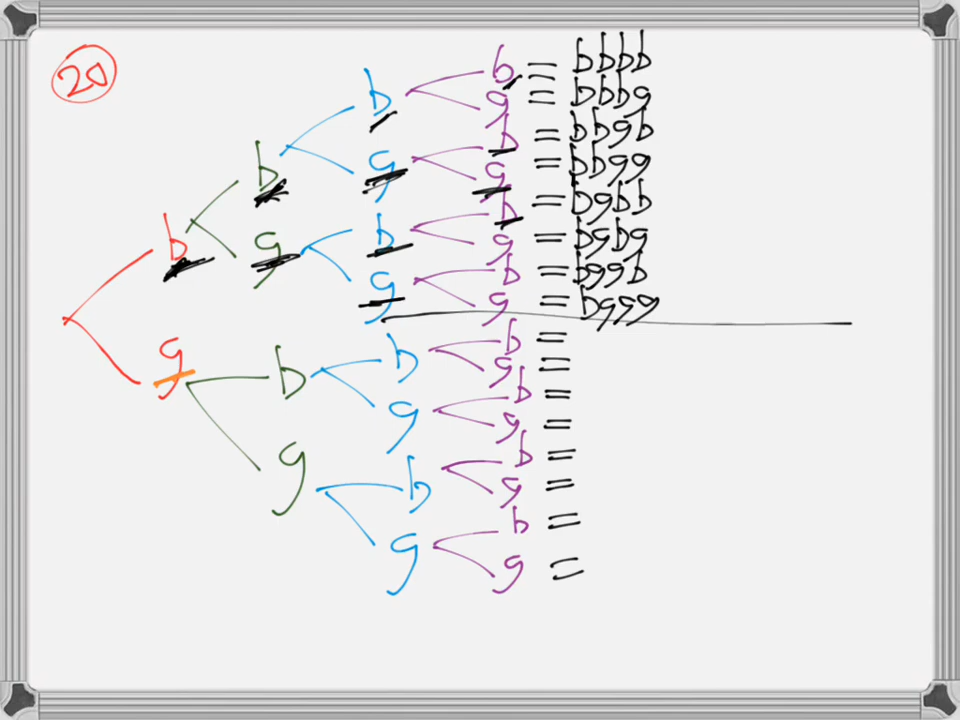 20
b = bbbb
b g = bbbg
b b = bbgb
g g = bbgg
b b = bgbb
b g b g = bgbg
g b = bggb
g = bggg
g b =
b b g =
b =
g g =
b =
g b g =
b =
g g =